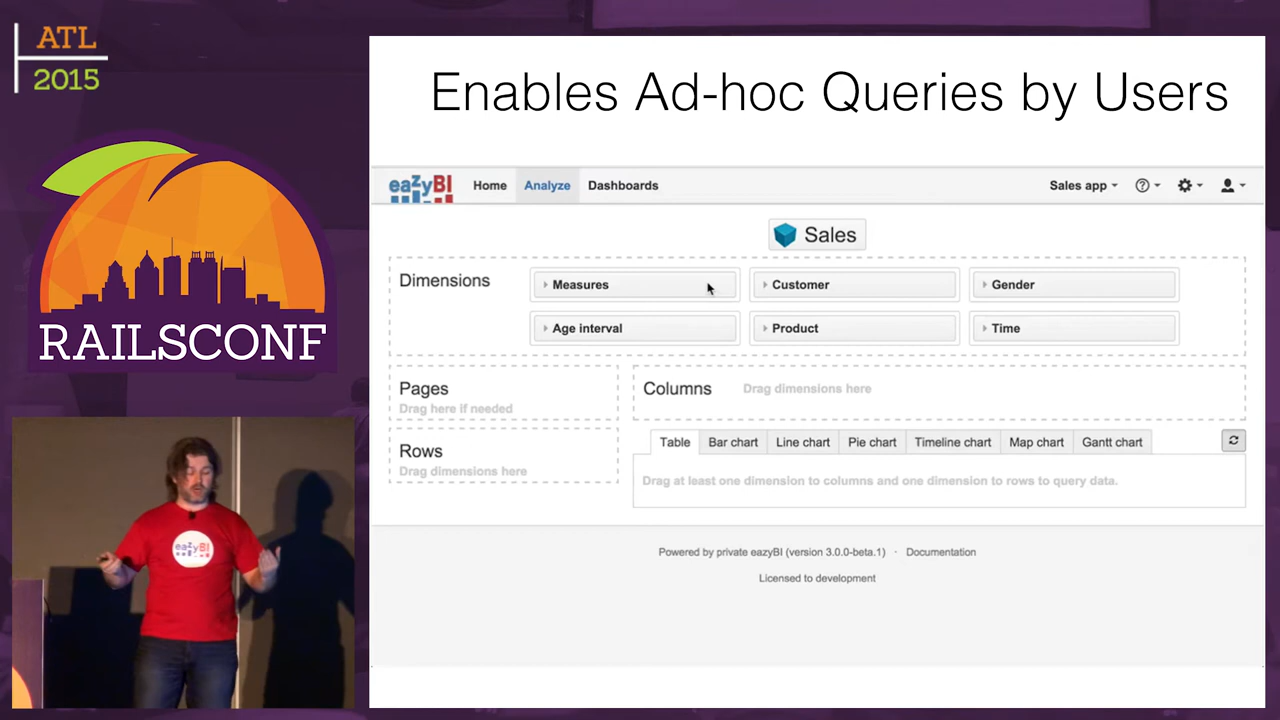 ATL
2015
RAILSCONF
Enables Ad-hoc Queries by Users
eazyBI Home Analyze Dashboards Sales app
Sales
Dimensions
Measures Customer Gender
Age interval Product Time
Pages
Drag here if needed
Columns Drag dimensions here
Rows
Drag dimensions here
Table Bar chart Line chart Pie chart Timeline chart Map chart Gantt chart
Drag at least one dimension to columns and one dimension to rows to query data.
Powered by private eazyBI (version 3.0.0-beta.1) · Documentation
Licensed to development
eazyBI